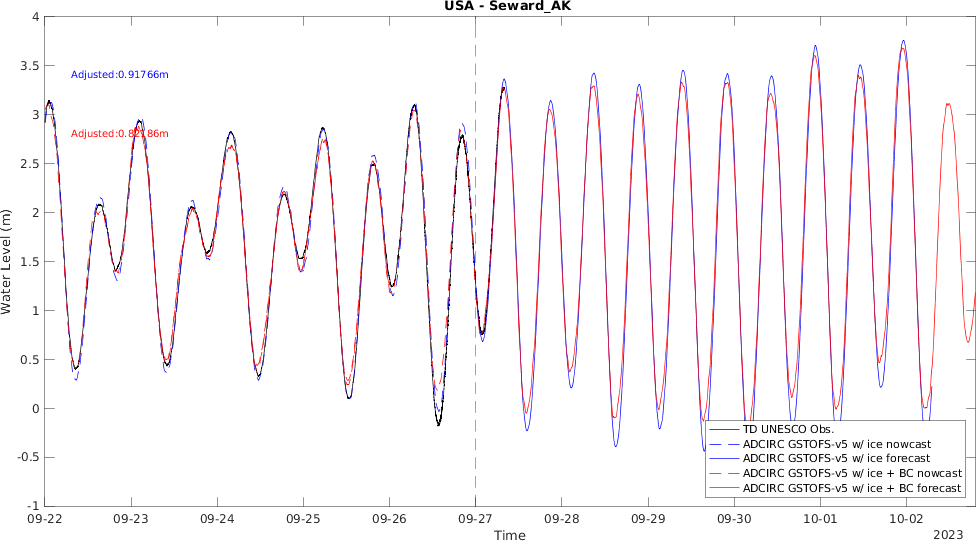 USA - Seward_AK
4
3.5
3
2.5
2
1.5
1
0.5
0
-0.5
-1
Water Level (m)
Adjusted:0.91766m
TD UNESCO Obs.
ADCIRC GSTOFS-v5 w/ ice nowcast
ADCIRC GSTOFS-v5 w/ ice forecast
ADCIRC GSTOFS-v5 w/ ice + BC nowcast
ADCIRC GSTOFS-v5 w/ ice + BC forecast
09-22 09-23 09-24 09-25 09-26 09-27 09-28 09-29 09-30 10-01 10-02
Time
2023